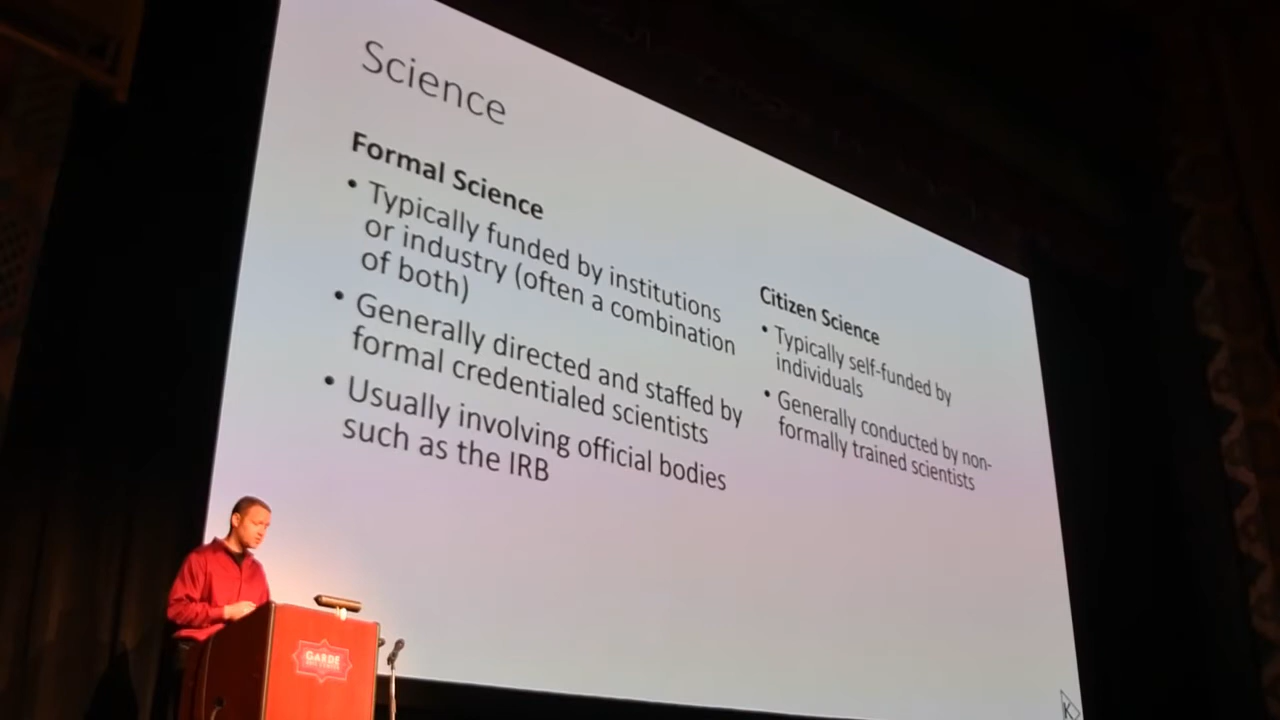 Science
Formal Science
• Typically funded by institutions
or industry (often a combination
of both)
• Generally directed and staffed by
formal credentialed scientists
• Usually involving official bodies
such as the IRB
Citizen Science
• Typically self-funded by
individuals
• Generally conducted by non-
formally trained scientists
GARDE
K